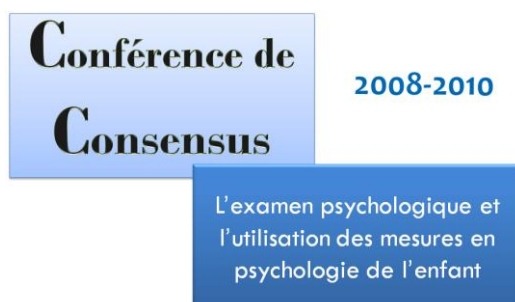 Conférence de
Consensus
2008-2010
L'examen psychologique et
l'utilisation des mesures en
psychologie de l'enfant